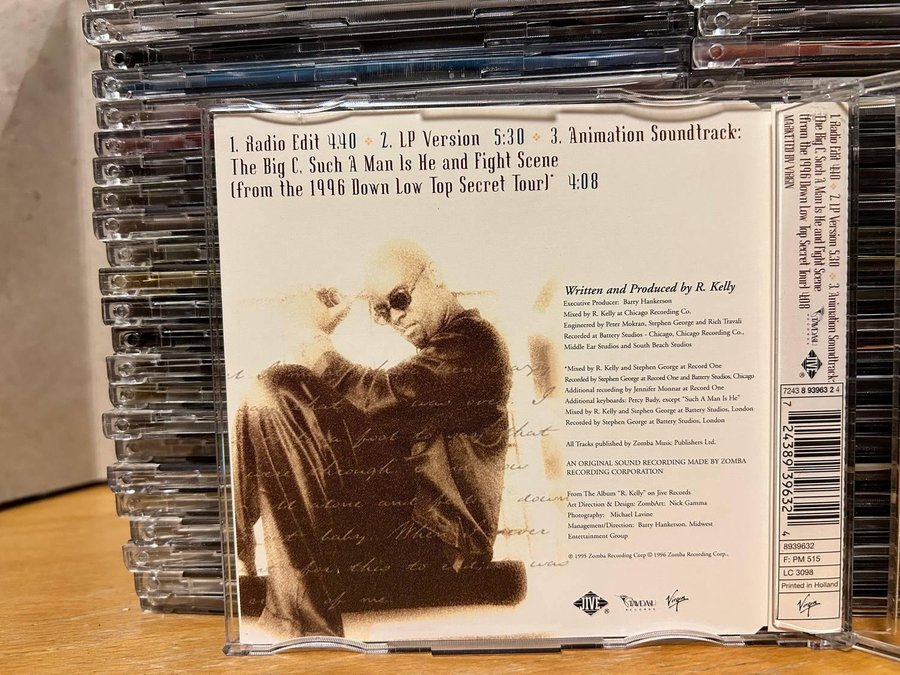 1. Radio Edit 4:40 ✦ 2. LP Version 5:30 ✦ 3. Animation Soundtrack:
The Big C, Such A Man Is He and Fight Scene
(from the 1996 Down Low Top Secret Tour)* 4:08
Written and Produced by R. Kelly
Executive Producer: Barry Hankerson
Mixed by R. Kelly at Chicago Recording Co.
Engineered by Peter Mokran, Stephen George and Rich Travali
Recorded at Battery Studios - Chicago, Chicago Recording Co.,
Middle Ear Studios and South Beach Studios
*Mixed by R. Kelly and Stephen George at Record One
Recorded by Stephen George at Record One and Battery Studios, Chicago
Additional recording by Jennifer Monnar at Record One
Additional keyboards: Percy Bady, except "Such A Man Is He"
Mixed by R. Kelly and Stephen George at Battery Studios, London
Recorded by Stephen George at Battery Studios, London
All Tracks published by Zomba Music Publishers Ltd.
AN ORIGINAL SOUND RECORDING MADE BY ZOMBA
RECORDING CORPORATION
From The Album "R. Kelly" on Jive Records
Art Direction & Design: ZombArt: Nick Gamma
Photography: Michael Lavine
Management/Direction: Barry Hankerson, Midwest
Entertainment Group
℗ 1995 Zomba Recording Corp © 1996 Zomba Recording Corp.,
JIVE ®
RECORDS
Virgin
1. Radio Edit 4:40 ✦ 2. LP Version 5:30 ✦ 3. Animation Soundtrack:
The Big C, Such A Man Is He and Fight Scene
(from the 1996 Down Low Top Secret Tour) 4:08
MARKETED BY VIRGIN
JIVE ®
7243 8 93963 2 4
7 24389 39632 4
8939632
F: PM 515
LC 3098
Printed in Holland
Virgin